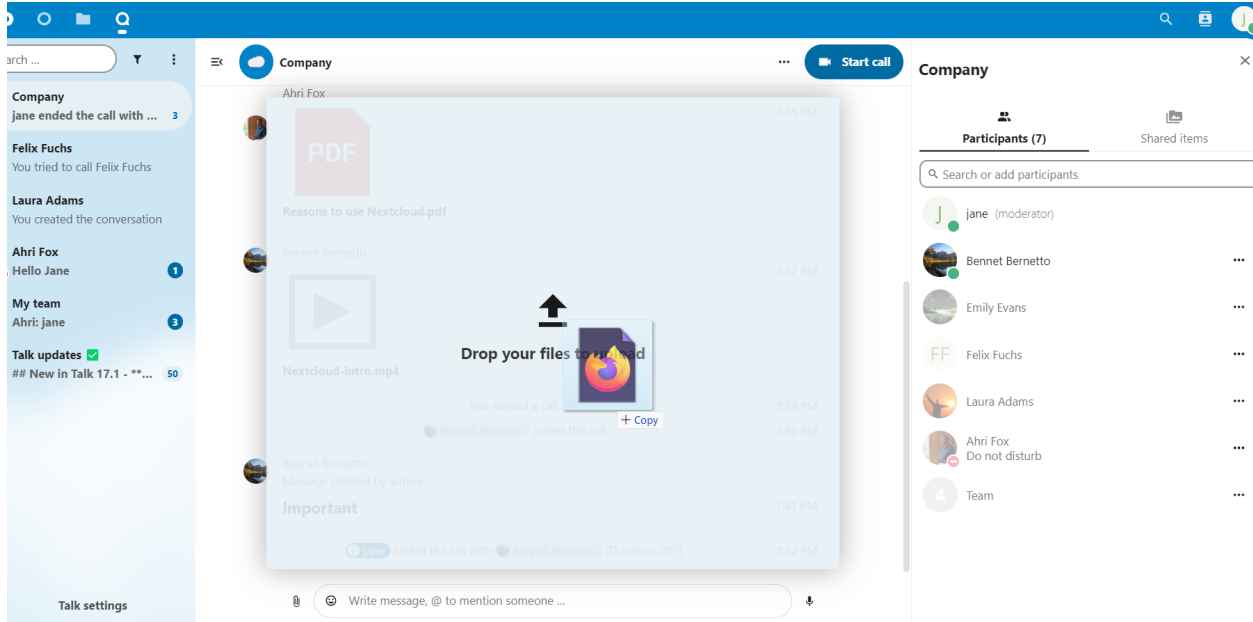 arch ...
Company
jane ended the call with ... 3
Felix Fuchs
You tried to call Felix Fuchs
Laura Adams
You created the conversation
Ahri Fox
Hello Jane 1
My team
Ahri: jane 3
Talk updates ✅
## New in Talk 17.1 - **... 50
Talk settings
Company
Start call
Ahri Fox
7:35 PM
PDF
Reasons to use Nextcloud.pdf
Bennet Bernetto
7:37 PM
Drop your files to upload
Nextcloud-intro.mp4
+ Copy
You started a call 7:39 PM
Bennet Bernetto joined the call 7:40 PM
Bennet Bernetto
Message deleted by author
important 7:41 PM
jane ended the call with Bennet Bernetto (Duration 3:07) 7:42 PM
Write message, @ to mention someone ...
J
Company
Participants (7)
Shared items
Search or add participants
J jane (moderator)
Bennet Bernetto
Emily Evans
FF Felix Fuchs
Laura Adams
Ahri Fox
Do not disturb
Team